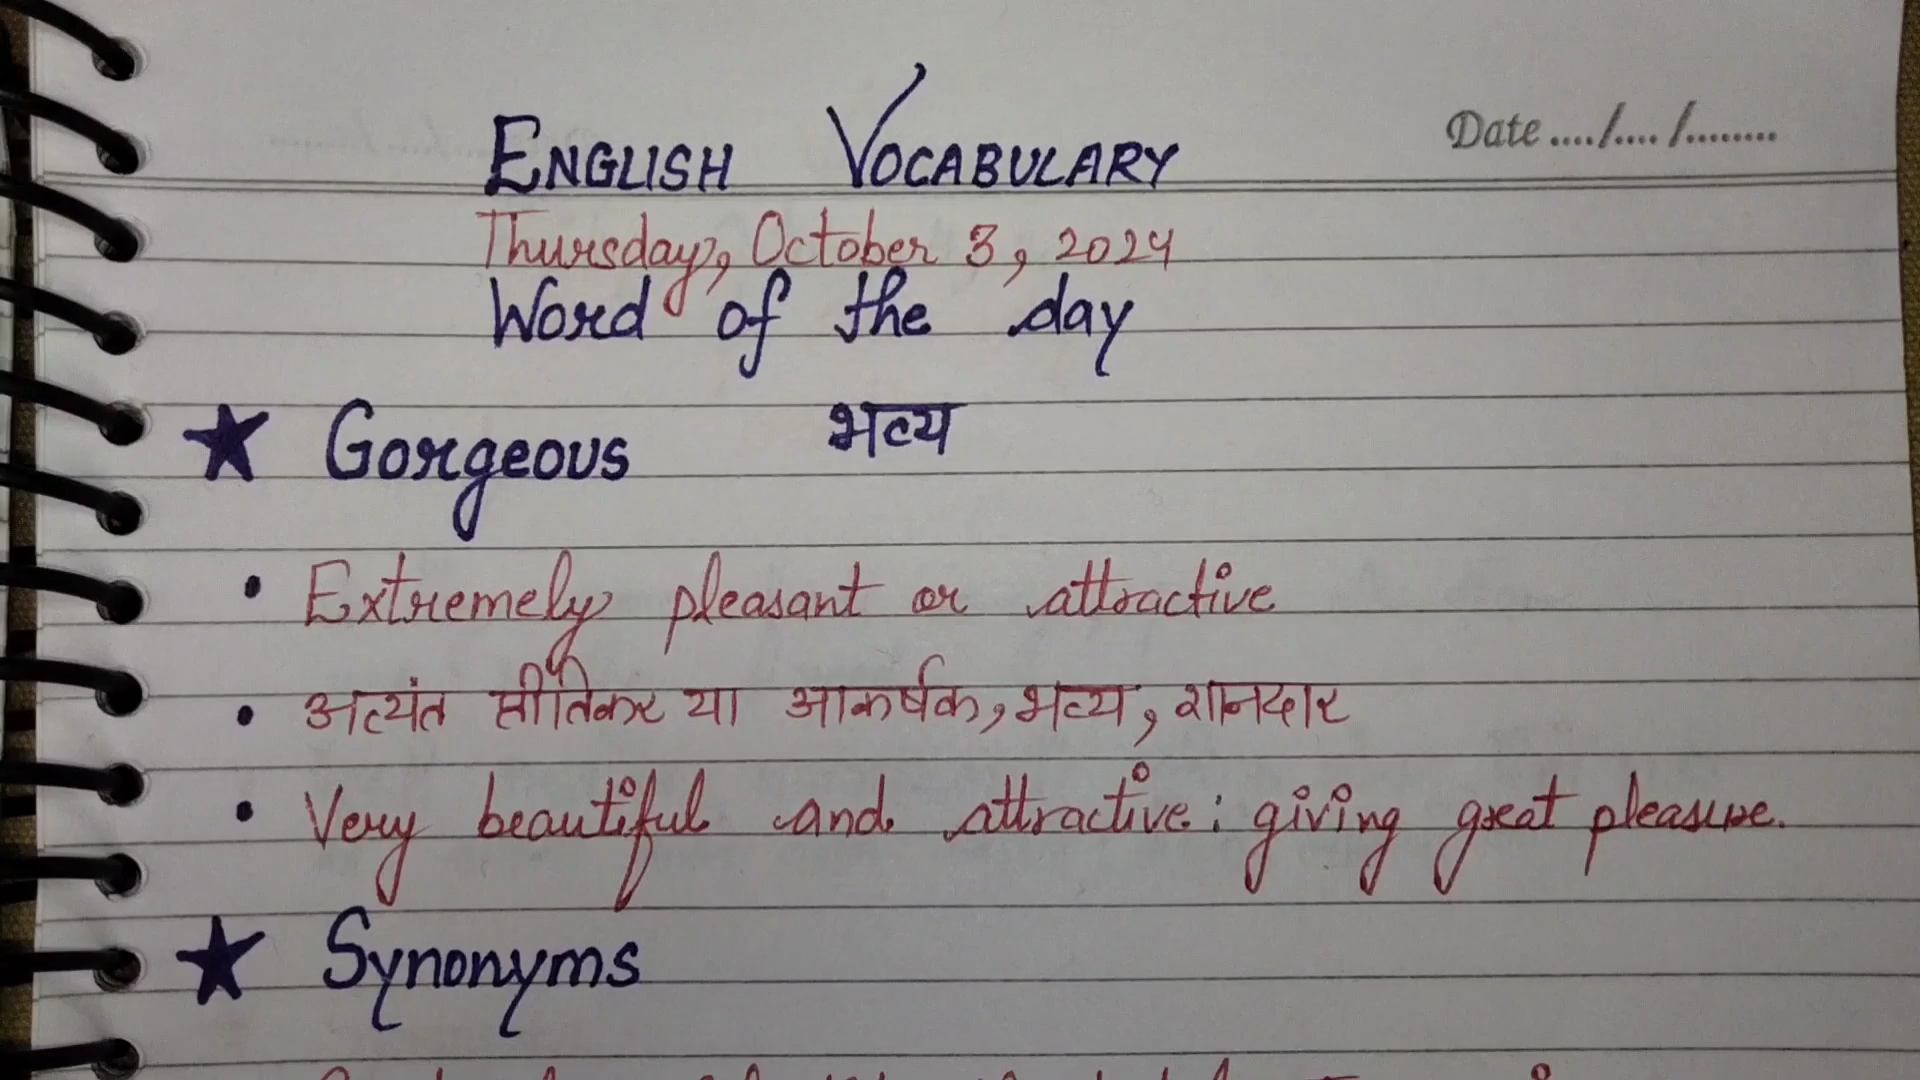 ENGLISH VOCABULARY
Date ..../..../........
Thursday, October 3, 2024
Word of the day
★ Gorgeous भव्य
• Extremely pleasant or attractive
• अत्यंत प्रीतिकर या आकर्षक, भव्य, शानदार
• Very beautiful and attractive: giving great pleasure.
★ Synonyms